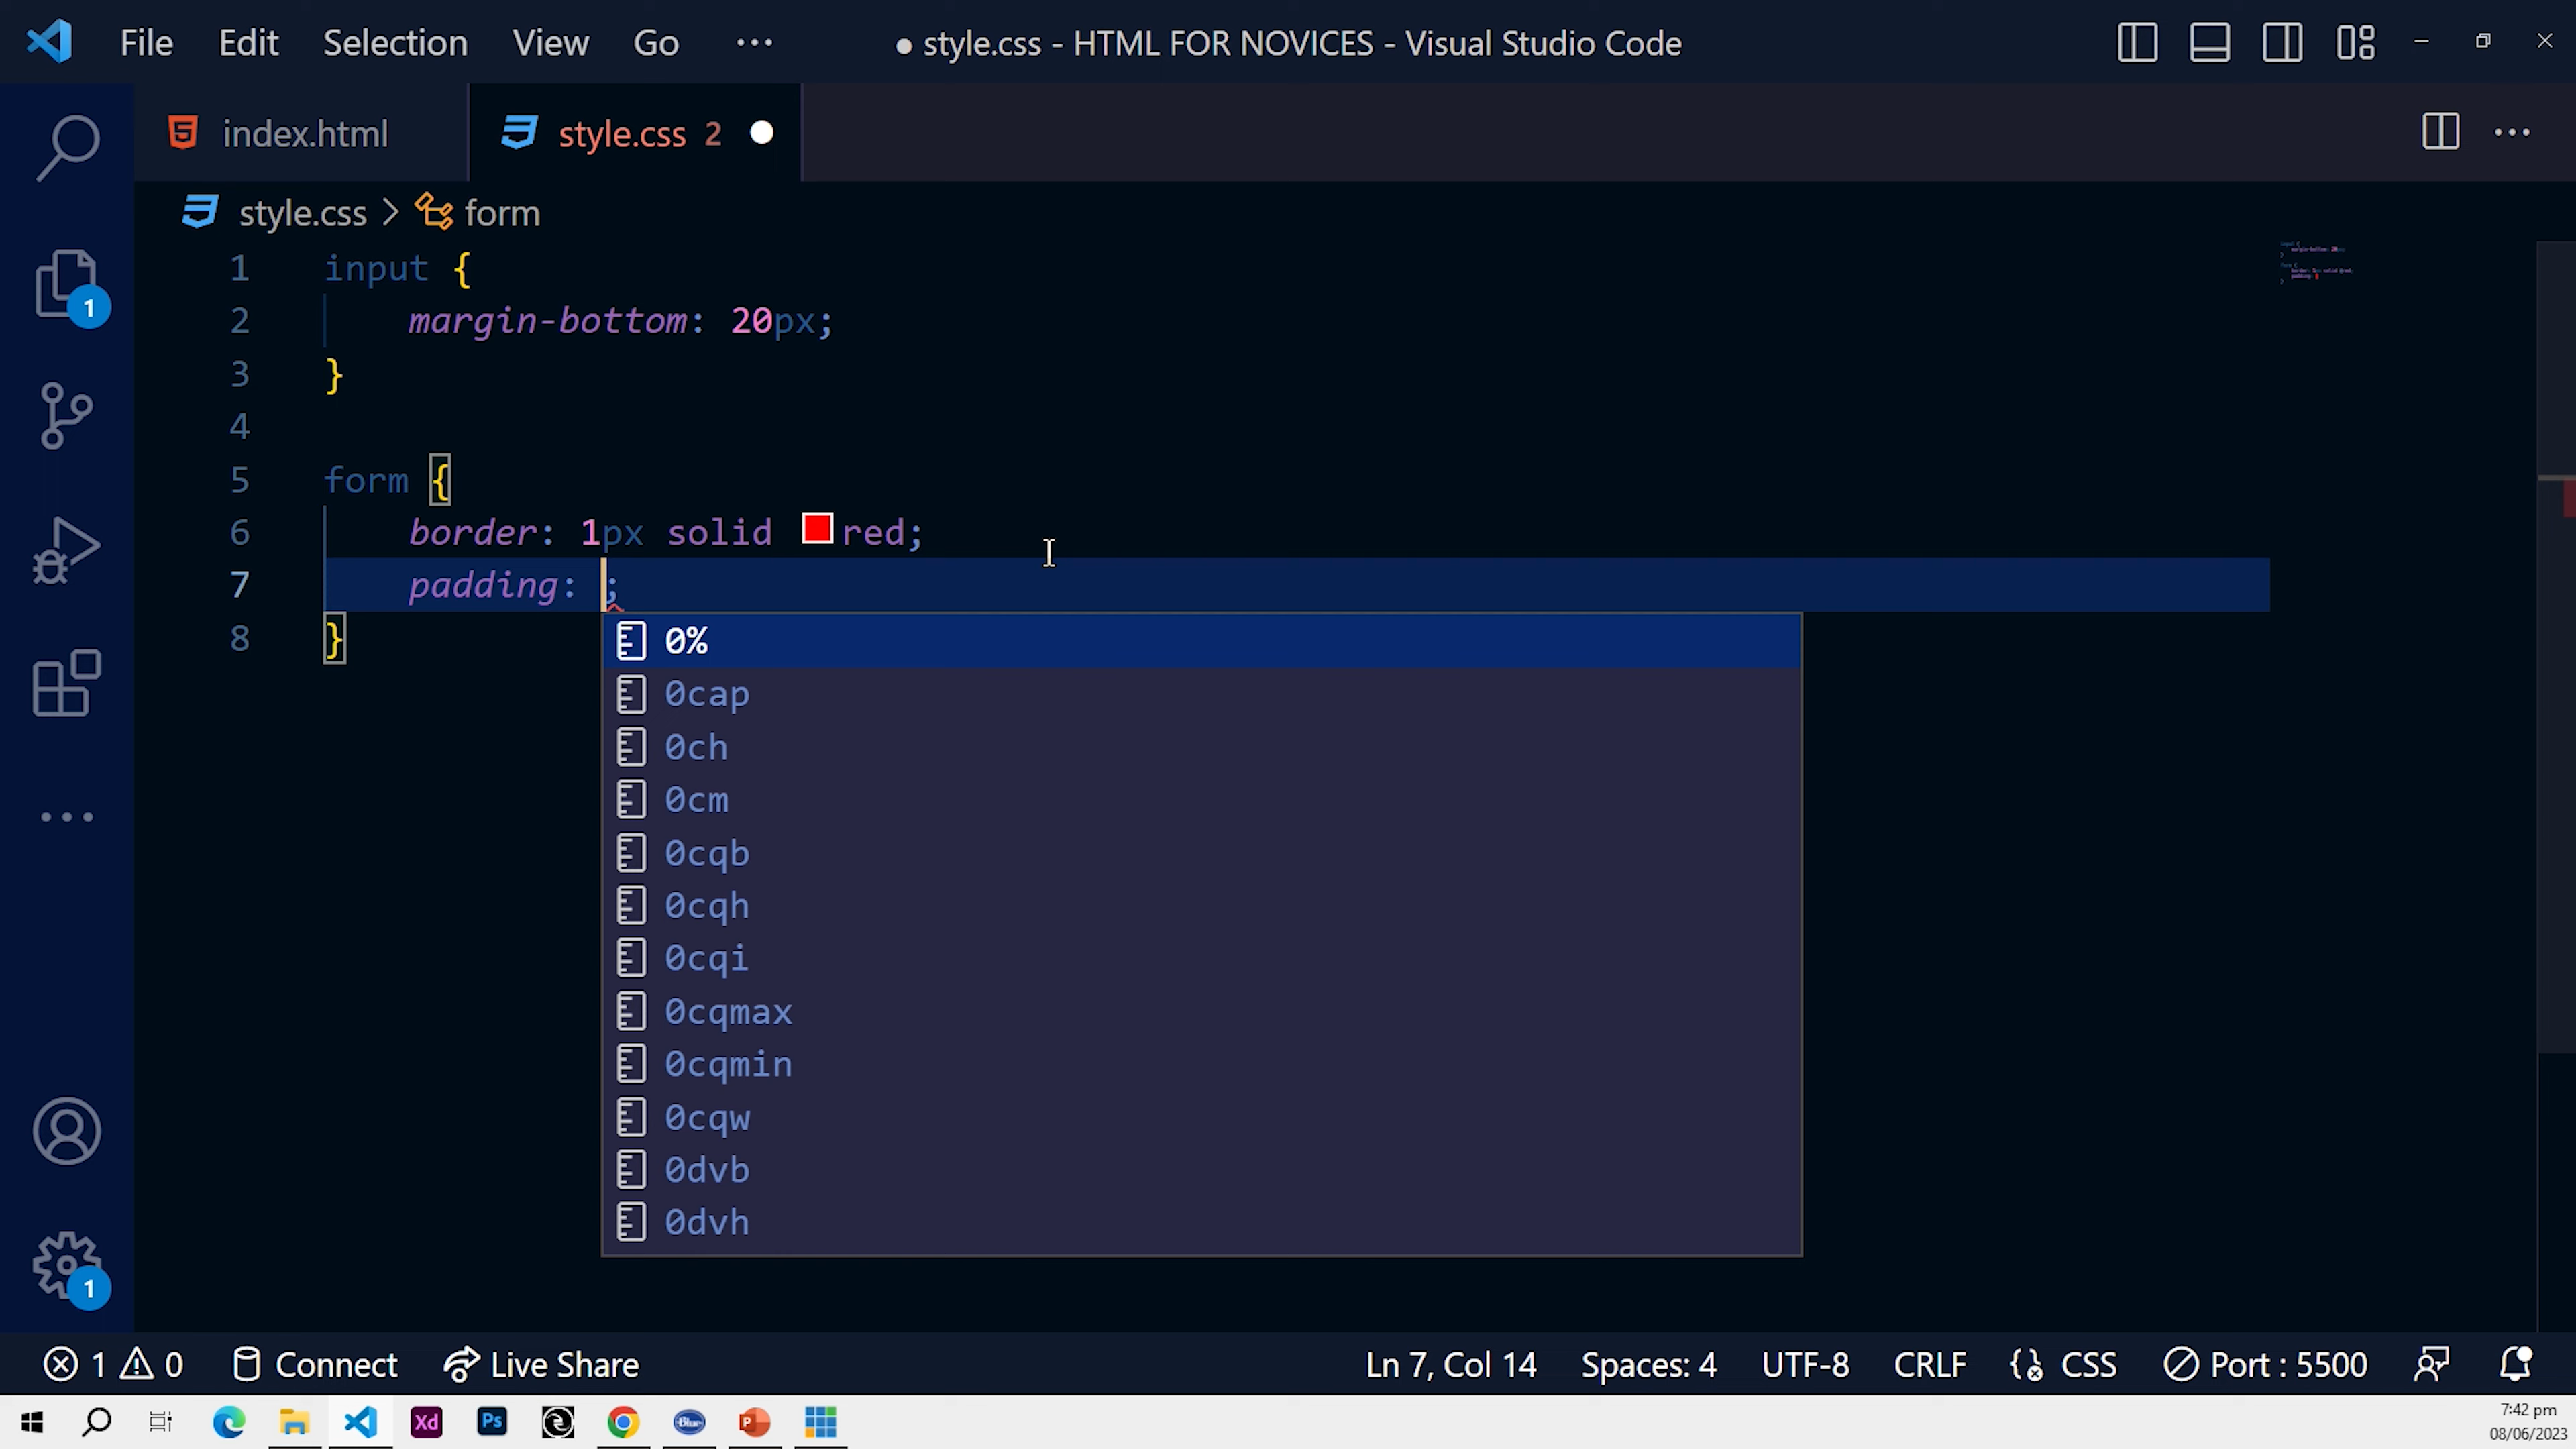 File Edit Selection View Go ··· ● style.css - HTML FOR NOVICES - Visual Studio Code
index.html style.css 2
style.css > form
1 input {
2 margin-bottom: 20px;
3 }
4
5 form {
6 border: 1px solid red;
7 padding: ;
8 }
0%
0cap
0ch
0cm
0cqb
0cqh
0cqi
0cqmax
0cqmin
0cqw
0dvb
0dvh
1
1
1 0 Connect Live Share Ln 7, Col 14 Spaces: 4 UTF-8 CRLF CSS Port : 5500
Xd Ps Blue P
7:42 pm
08/06/2023